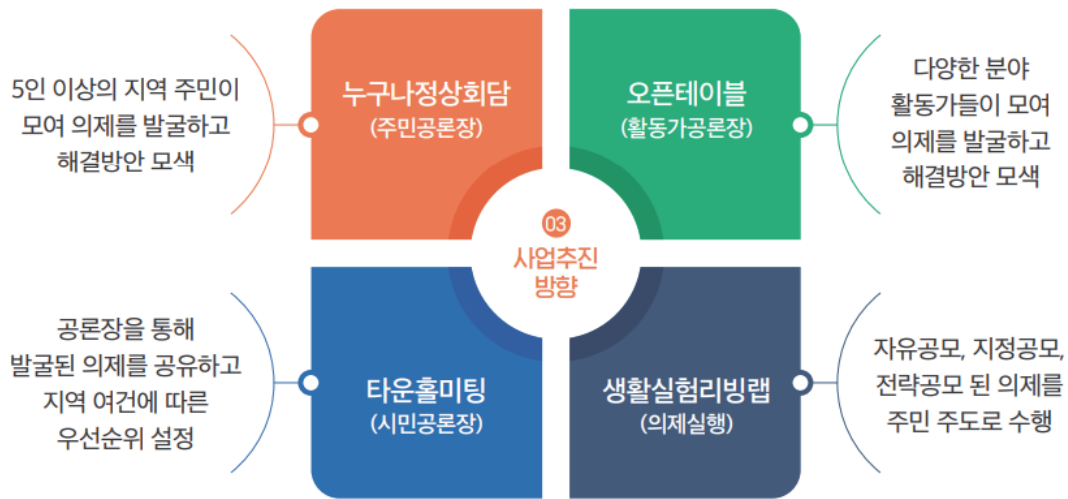 5인 이상의 지역 주민이
모여 의제를 발굴하고
해결방안 모색
누구나정상회담
(주민공론장)
오픈테이블
(활동가공론장)
다양한 분야
활동가들이 모여
의제를 발굴하고
해결방안 모색
03
사업추진
방향
공론장을 통해
발굴된 의제를 공유하고
지역 여건에 따른
우선순위 설정
타운홀미팅
(시민공론장)
생활실험리빙랩
(의제실행)
자유공모, 지정공모,
전략공모 된 의제를
주민 주도로 수행